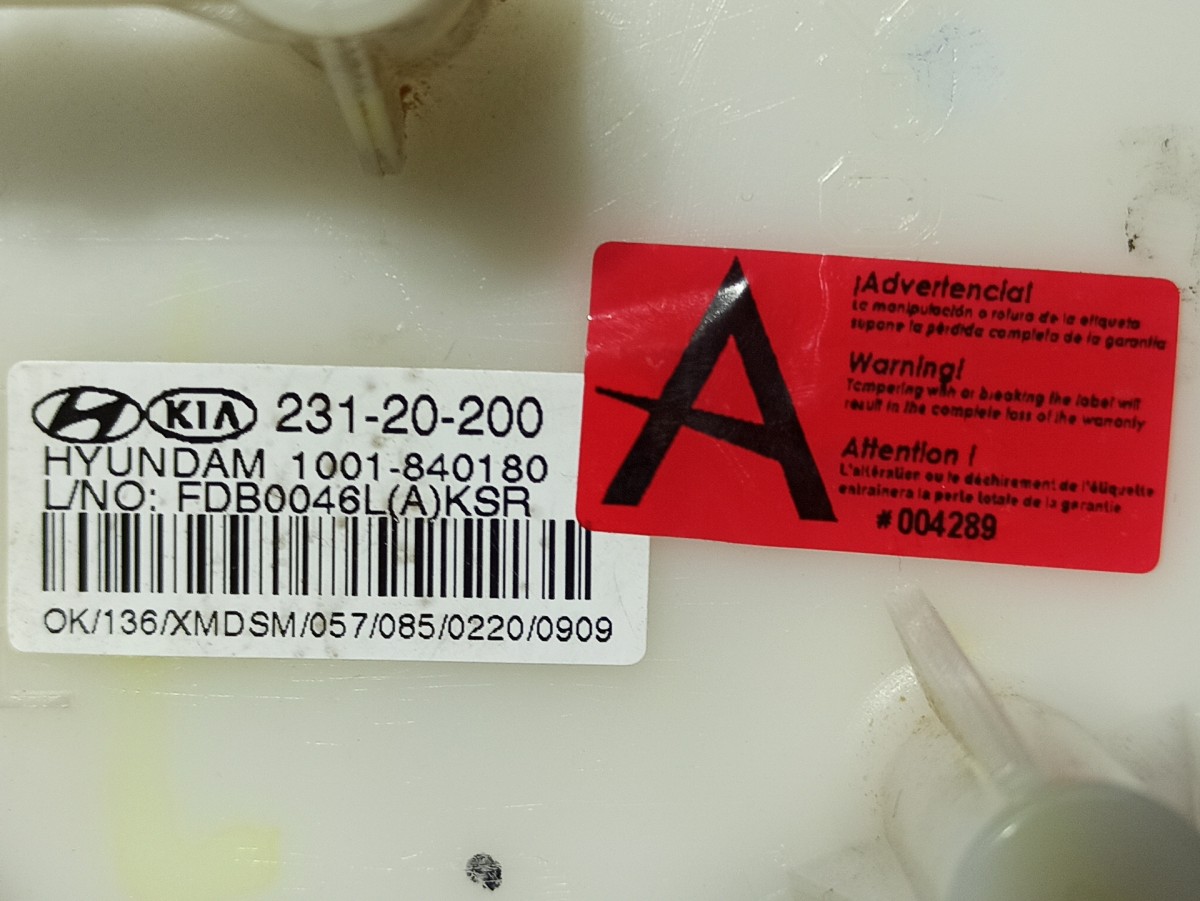 KIA 231-20-200
HYUNDAM 1001-840180
L/NO: FDB0046L(A)KSR
OK/136/XMDSM/057/085/0220/0909
A
¡Advertencia!
La manipulación o rotura de la etiqueta
supone la pérdida completa de la garantía
Warning!
Tampering with or breaking the label will
result in the complete loss of the warranty
Attention !
L'altération ou le déchirement de l'étiquette
entrainera la perte totale de la garantie
#004289